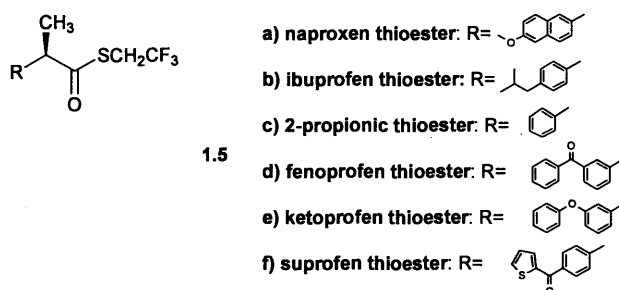 CH3
R
SCH2CF3
O
1.5
a) naproxen thioester: R=
O
b) ibuprofen thioester: R=
c) 2-propionic thioester: R=
d) fenoprofen thioester: R=
O
e) ketoprofen thioester: R=
O
f) suprofen thioester: R=
S
O